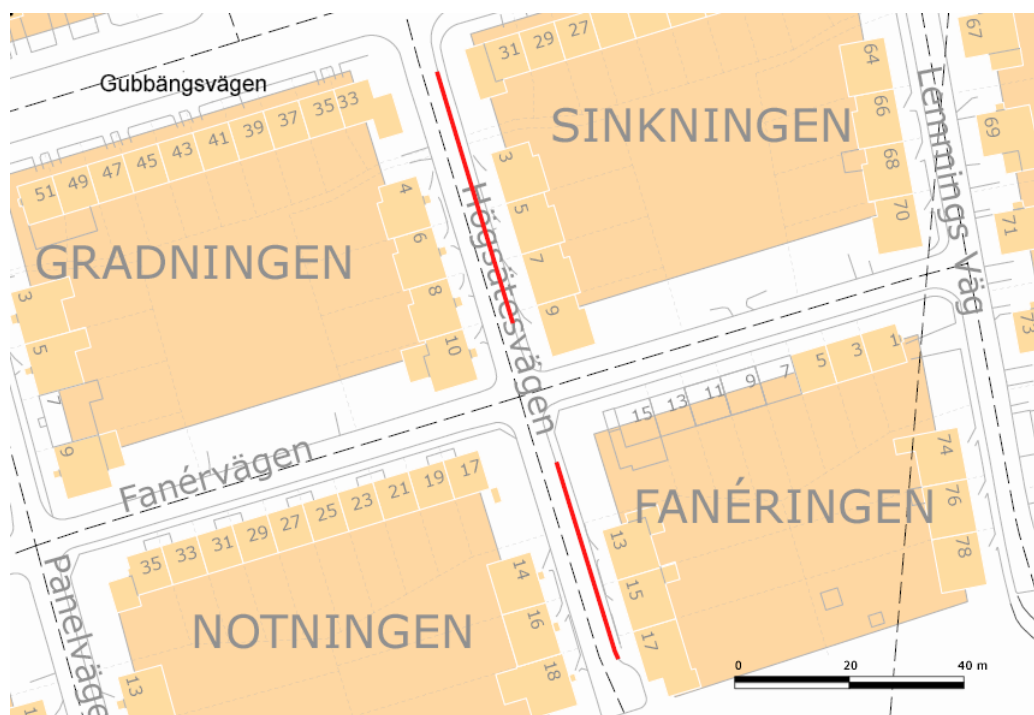 Gubbängsvägen
31 29 27
64
67
SINKNINGEN
66
69
68
70
71
73
Lemmings Väg
3
5
7
9
Högsätesvägen
51 49 47 45 43 41 39 37 35 33
4
6
8
10
GRADNINGEN
3
5
7
9
Fanérvägen
15 13 11 9 7 5 3 1
74
76
78
FANÉRINGEN
13
15
17
35 33 31 29 27 25 23 21 19 17
14
16
18
NOTNINGEN
Panelväge
13
1
0 20 40 m